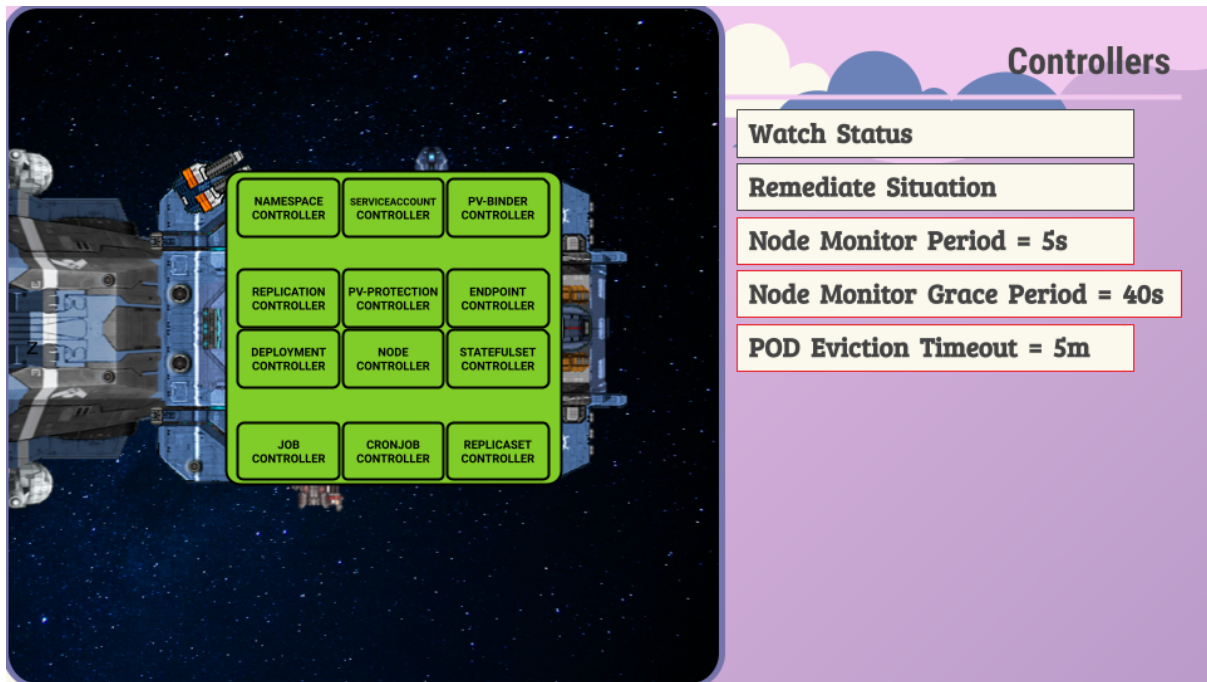 Controllers
NAMESPACE
CONTROLLER
SERVICEACCOUNT
CONTROLLER
PV-BINDER
CONTROLLER
REPLICATION
CONTROLLER
PV-PROTECTION
CONTROLLER
ENDPOINT
CONTROLLER
DEPLOYMENT
CONTROLLER
NODE
CONTROLLER
STATEFULSET
CONTROLLER
JOB
CONTROLLER
CRONJOB
CONTROLLER
REPLICASET
CONTROLLER
Watch Status
Remediate Situation
Node Monitor Period = 5s
Node Monitor Grace Period = 40s
POD Eviction Timeout = 5m